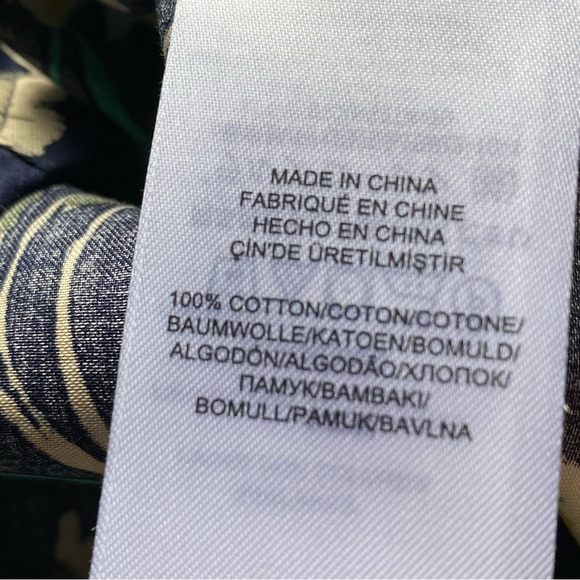 MADE IN CHINA
FABRIQUÉ EN CHINE
HECHO EN CHINA
ÇİN'DE ÜRETİLMİŞTİR
100% COTTON/COTON/COTONE/
BAUMWOLLE/KATOEN/BOMULD/
ALGODÓN/ALGODÃO/ХЛОПОК/
ПАМУК/ΒΑΜΒΑΚΙ/
BOMULL/PAMUK/BAVLNA